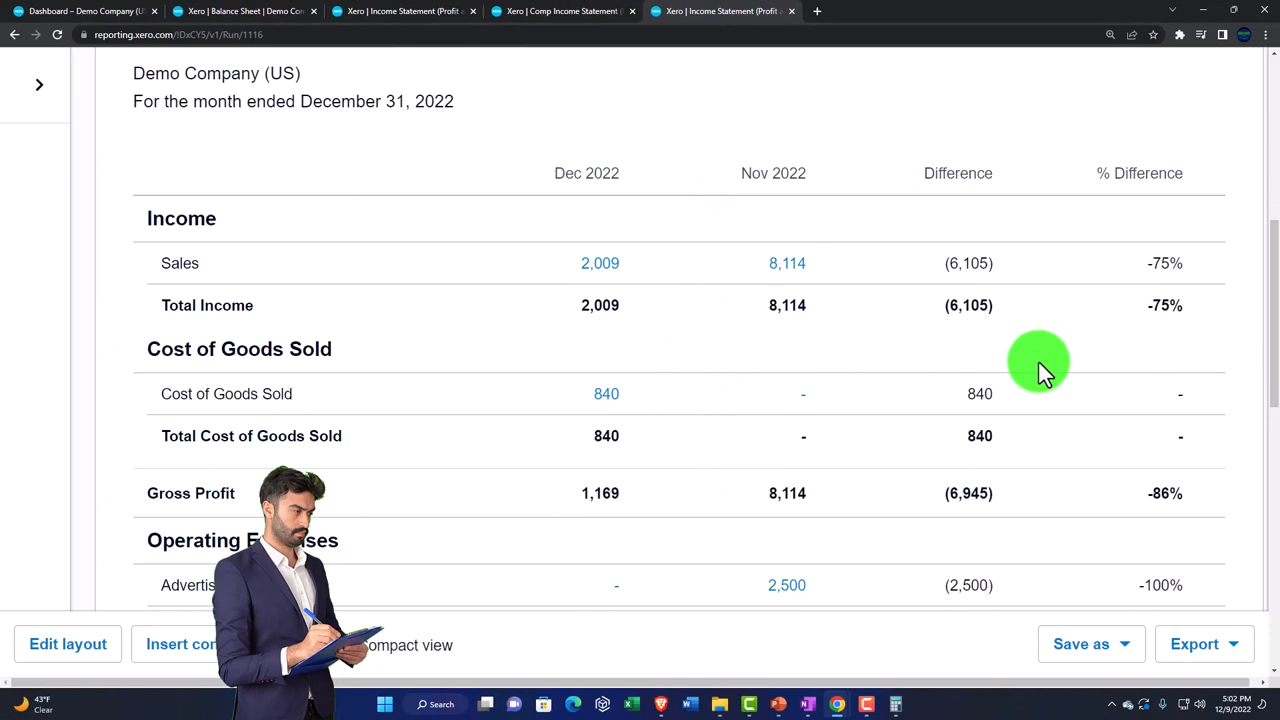 Dashboard – Demo Company (U
Xero | Balance Sheet | Demo Con
Xero | Income Statement (Profit a
Xero | Comp Income Statement (
Xero | Income Statement (Profit a
reporting.xero.com/!DxCY5/v1/Run/1116
Demo Company (US)
For the month ended December 31, 2022
Dec 2022 Nov 2022 Difference % Difference
Income
Sales 2,009 8,114 (6,105) -75%
Total Income 2,009 8,114 (6,105) -75%
Cost of Goods Sold
Cost of Goods Sold 840 - 840 -
Total Cost of Goods Sold 840 - 840 -
Gross Profit 1,169 8,114 (6,945) -86%
Operating E ses
Advertis - 2,500 (2,500) -100%
Edit layout Insert con ompact view Save as Export
43°F
Clear
Search
5:02 PM
12/9/2022